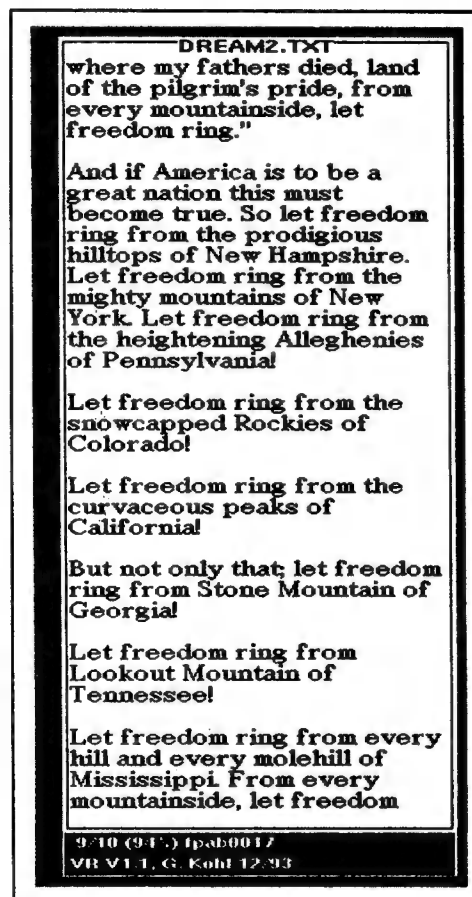 DREAM2.TXT
where my fathers died, land
of the pilgrim's pride, from
every mountainside, let
freedom ring."
And if America is to be a
great nation this must
become true. So let freedom
ring from the prodigious
hilltops of New Hampshire.
Let freedom ring from the
mighty mountains of New
York. Let freedom ring from
the heightening Alleghenies
of Pennsylvania!
Let freedom ring from the
snowcapped Rockies of
Colorado!
Let freedom ring from the
curvaceous peaks of
California!
But not only that; let freedom
ring from Stone Mountain of
Georgia!
Let freedom ring from
Lookout Mountain of
Tennessee!
Let freedom ring from every
hill and every molehill of
Mississippi. From every
mountainside, let freedom
9/10 (94%) fpab0017
VR V1.1, G. Kohl 12/93